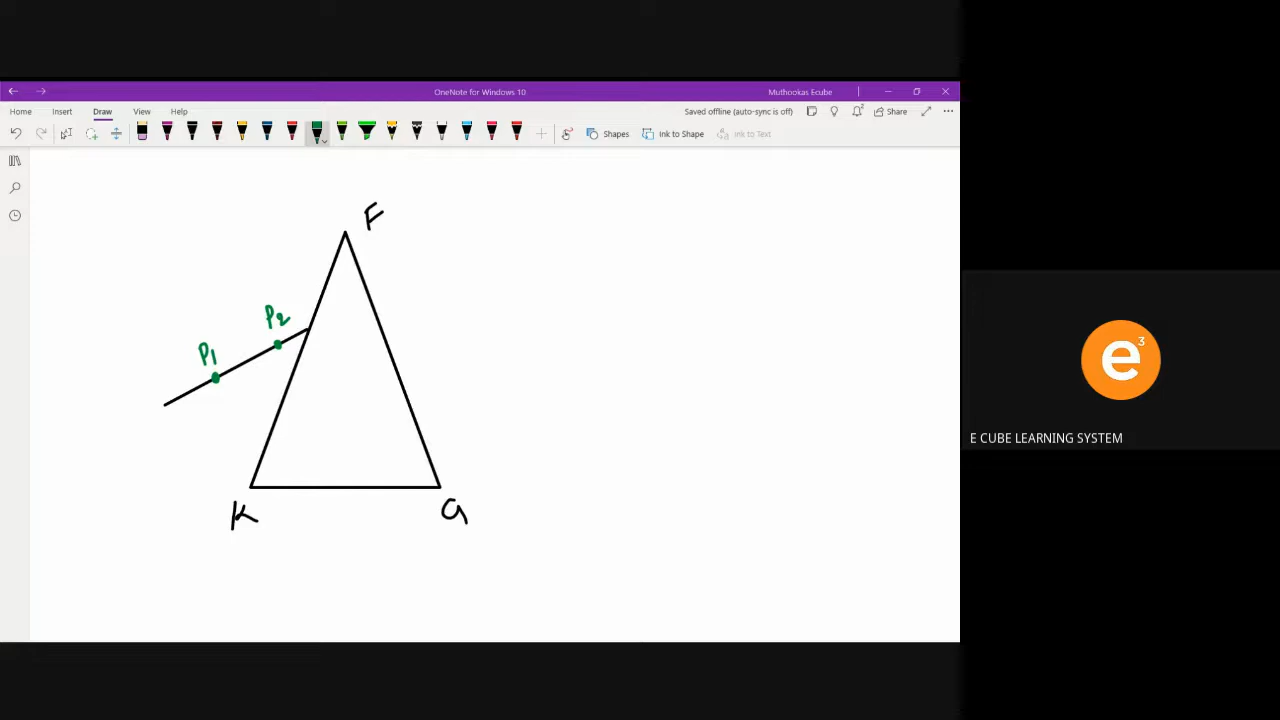 OneNote for Windows 10
Muthookas Ecube
Home Insert Draw View Help
Saved offline (auto-sync is off)
Share
Shapes
Ink to Shape
Ink to Text
F
P2
P1
K
G
e3
E CUBE LEARNING SYSTEM